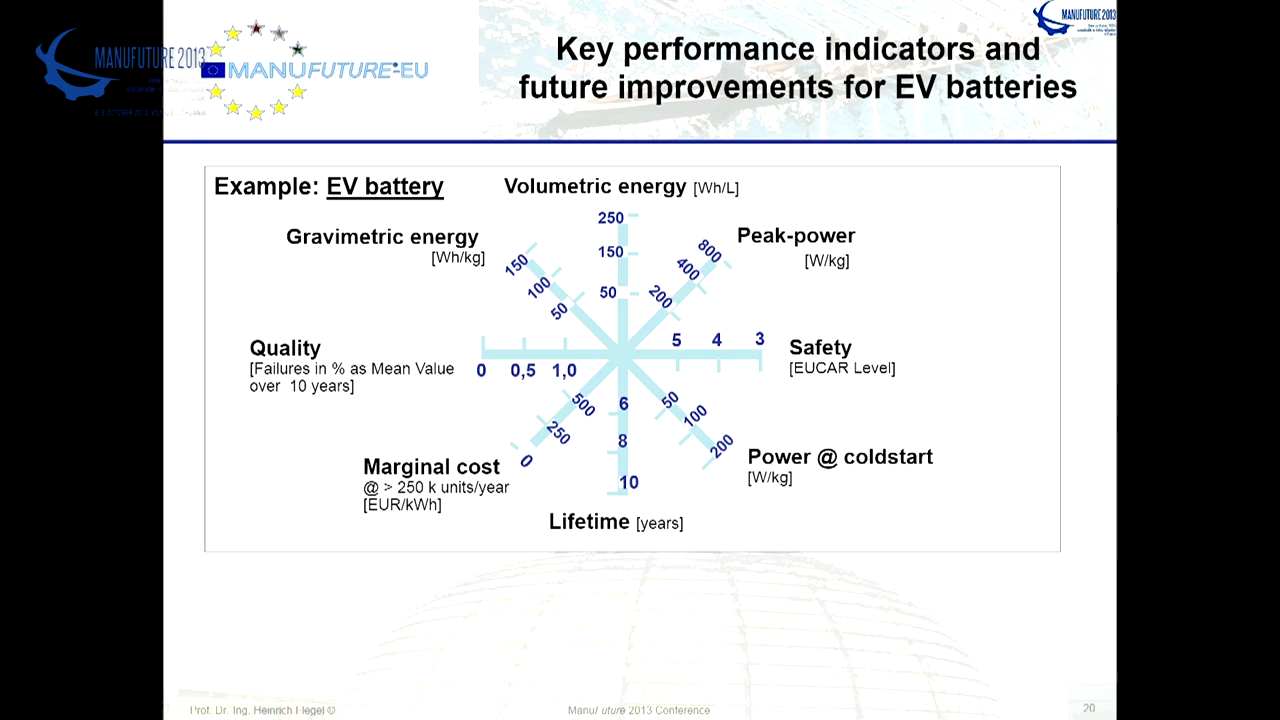 MANUFUTURE 2013
MANUFUTURE-EU
MANUFUTURE 2013
Key performance indicators and
future improvements for EV batteries
Example: EV battery
Volumetric energy [Wh/L]
250
150
50
Gravimetric energy
[Wh/kg]
150
100
50
Peak-power
[W/kg]
800
400
200
Quality
[Failures in % as Mean Value
over 10 years]
0 0,5 1,0
5 4 3
Safety
[EUCAR Level]
500
250
0
Marginal cost
@ > 250 k units/year
[EUR/kWh]
6
8
10
Lifetime [years]
50
100
200
Power @ coldstart
[W/kg]
Prof. Dr. Ing. Heinrich Flegel ©
Manufuture 2013 Conference
20